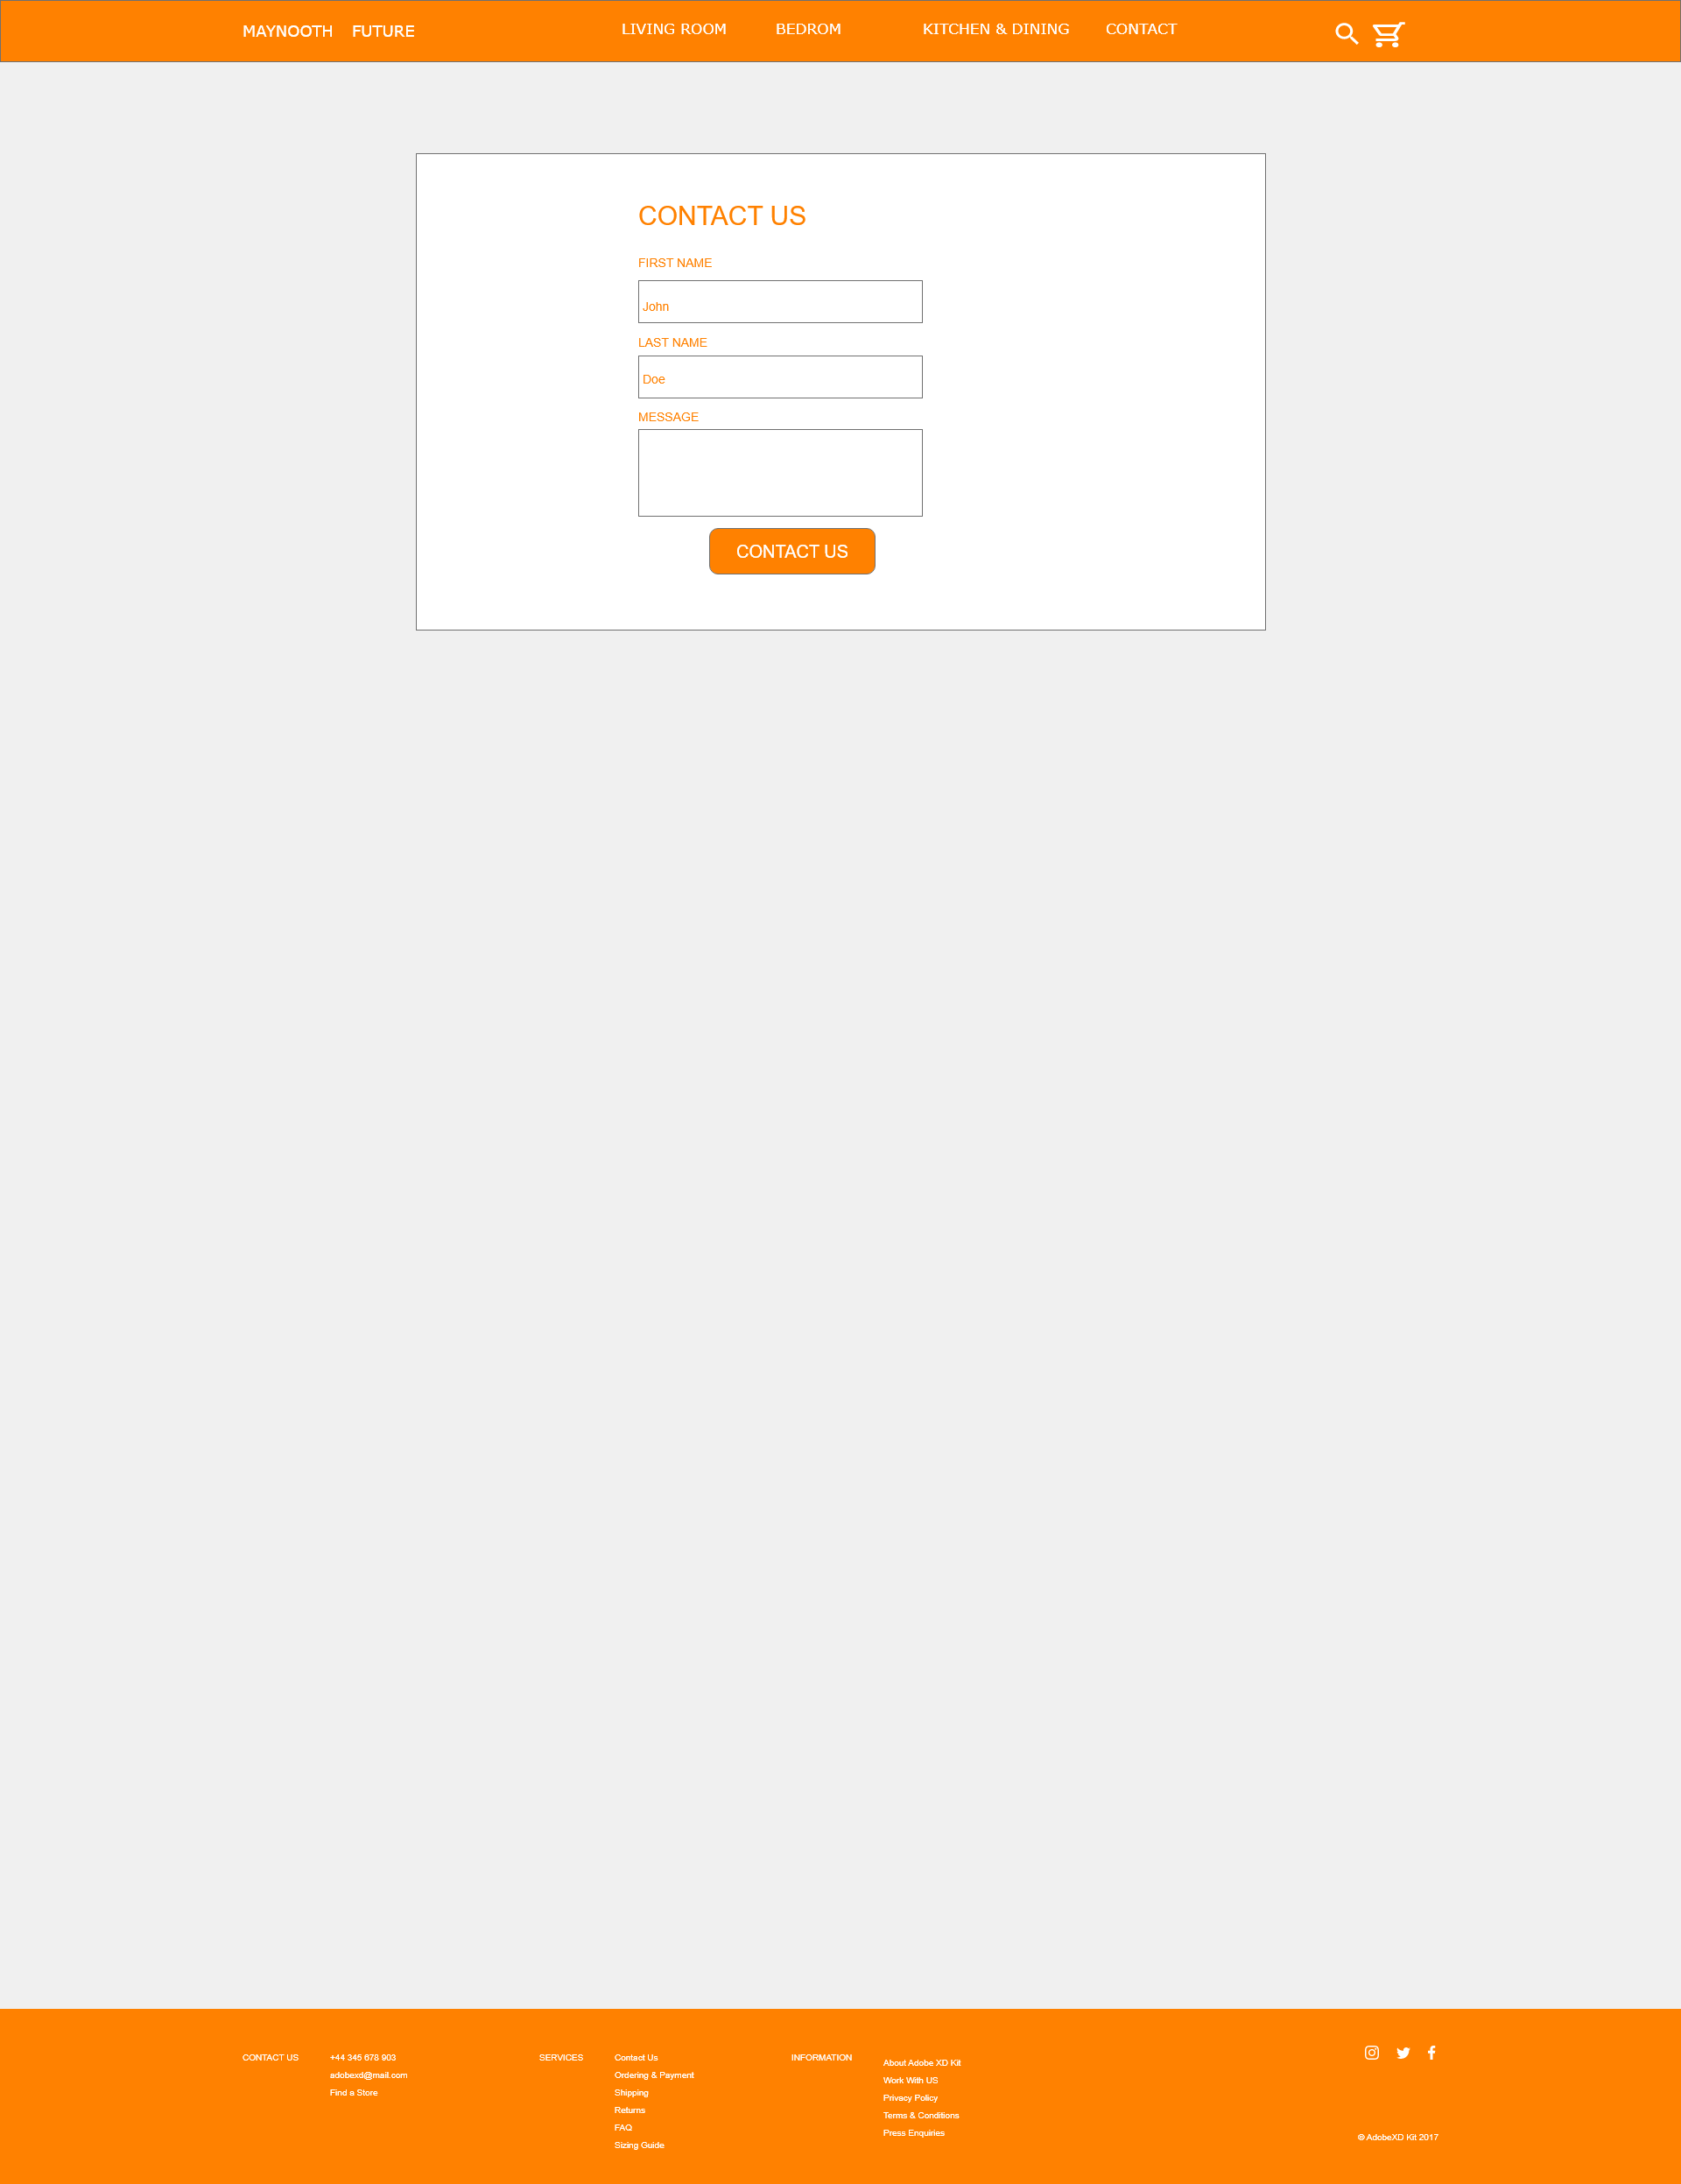 MAYNOOTH FUTURE LIVING ROOM BEDROM KITCHEN & DINING CONTACT
CONTACT US
FIRST NAME
John
LAST NAME
Doe
MESSAGE
CONTACT US
CONTACT US
+44 345 678 903
adobexd@mail.com
Find a Store
SERVICES
Contact Us
Ordering & Payment
Shipping
Returns
FAQ
Sizing Guide
INFORMATION
About Adobe XD Kit
Work With US
Privacy Policy
Terms & Conditions
Press Enquiries
© AdobeXD Kit 2017